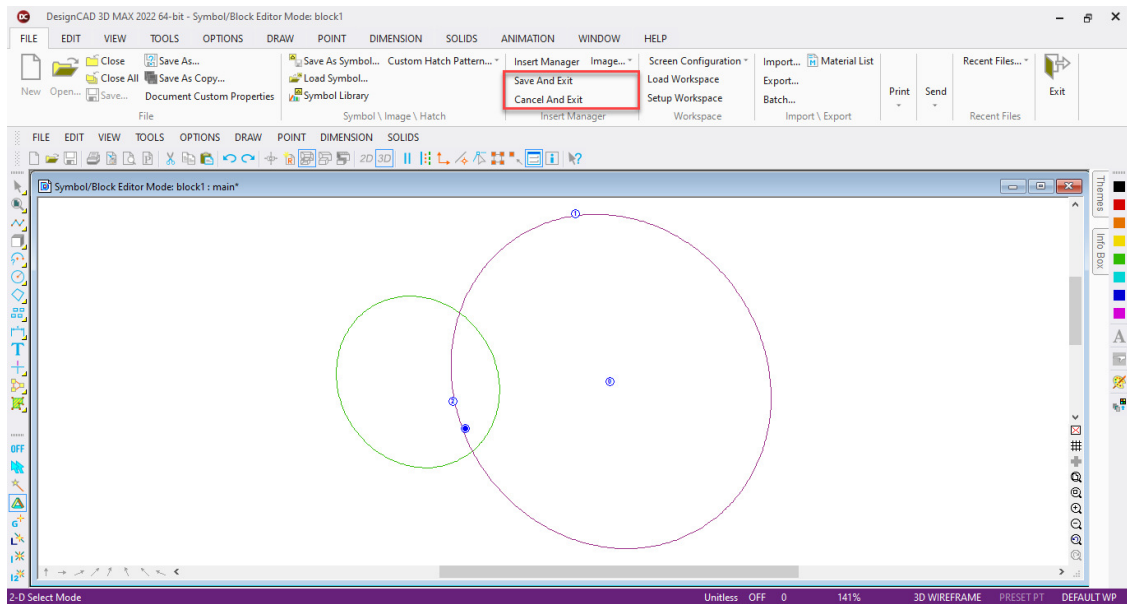 DesignCAD 3D MAX 2022 64-bit - Symbol/Block Editor Mode: block1
FILE EDIT VIEW TOOLS OPTIONS DRAW POINT DIMENSION SOLIDS ANIMATION WINDOW HELP
New Open... Close Save As... Save As Symbol... Custom Hatch Pattern... Insert Manager Image... Screen Configuration Import... Material List Recent Files... Exit
Close All Save As Copy... Load Symbol... Save And Exit Load Workspace Export... Print Send
Save... Document Custom Properties Symbol Library Cancel And Exit Setup Workspace Batch...
File Symbol \ Image \ Hatch Insert Manager Workspace Import \ Export Recent Files
FILE EDIT VIEW TOOLS OPTIONS DRAW POINT DIMENSION SOLIDS
2D 3D
Symbol/Block Editor Mode: block1 : main*
Themes
Info Box
1
0
2
T
A
OFF
G
L
I
I2
2-D Select Mode Unitless OFF 0 141% 3D WIREFRAME PRESET PT DEFAULT WP